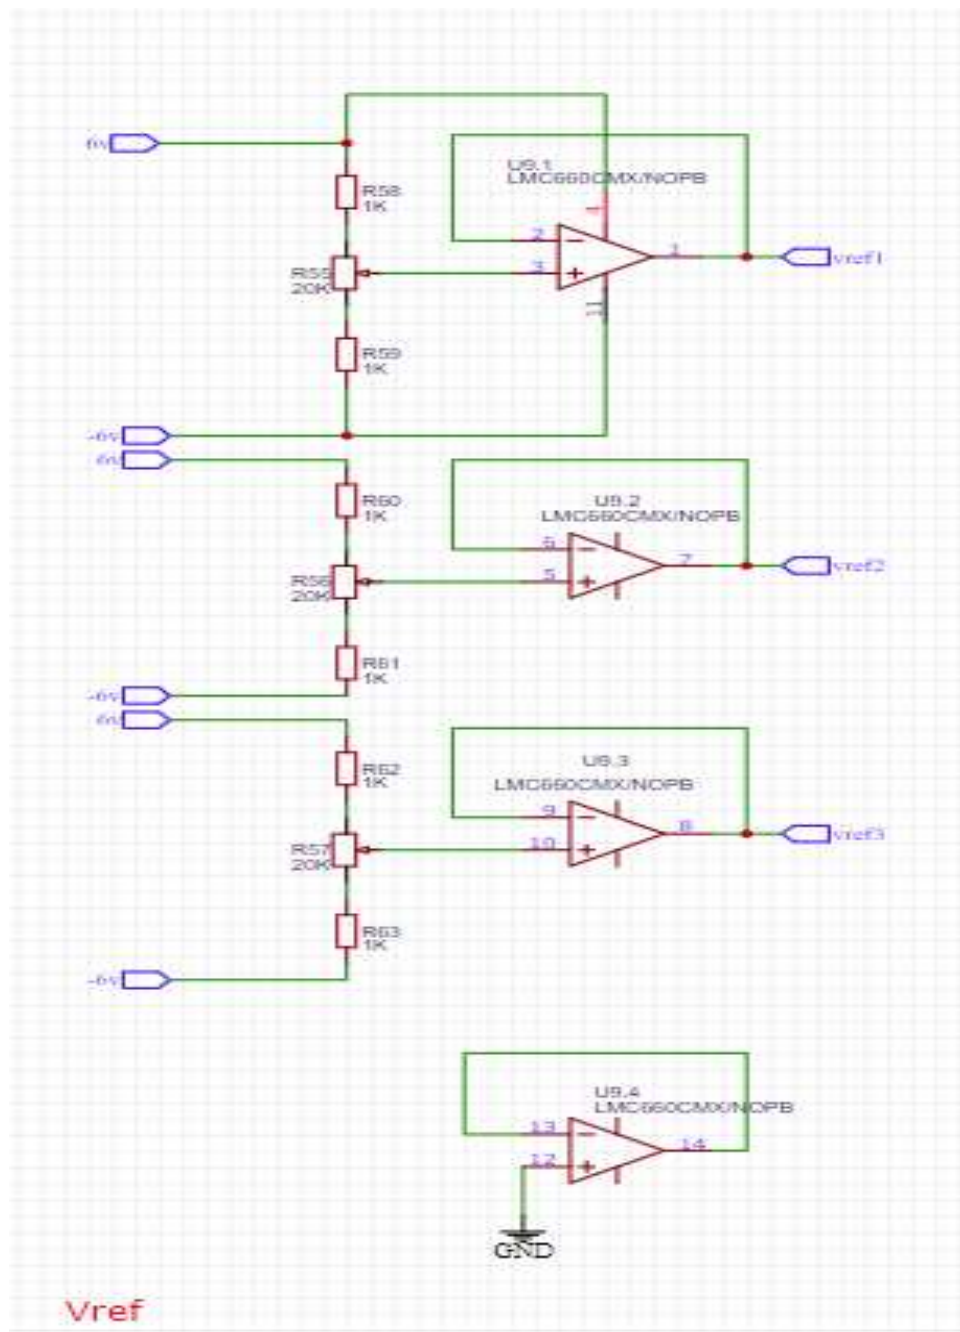 6v
U9.1
LMC660CMX/NOPB
R58
1K
4
2
1
vref1
R55
20K
3
11
R59
1K
-6v
6v
R60
1K
U9.2
LMC660CMX/NOPB
6
7
vref2
R56
20K
5
R61
1K
-6v
6v
R62
1K
U9.3
LMC660CMX/NOPB
9
8
vref3
R57
20K
10
R63
1K
-6v
U9.4
LMC660CMX/NOPB
13
14
12
GND
Vref